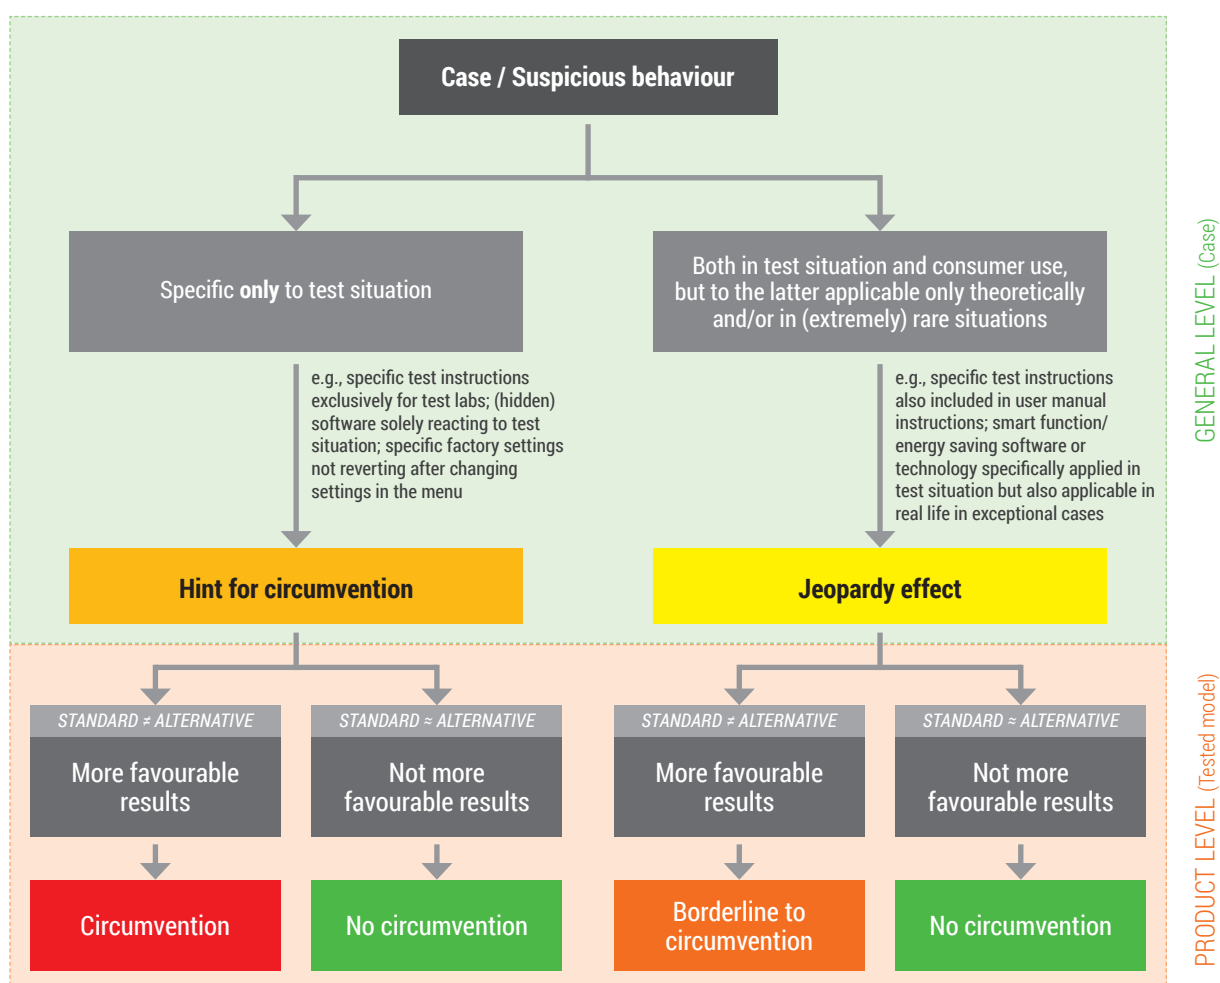 Case / Suspicious behaviour
Specific only to test situation
Both in test situation and consumer use,
but to the latter applicable only theoretically
and/or in (extremely) rare situations
e.g., specific test instructions
exclusively for test labs; (hidden)
software solely reacting to test
situation; specific factory settings
not reverting after changing
settings in the menu
e.g., specific test instructions
also included in user manual
instructions; smart function/
energy saving software or
technology specifically applied in
test situation but also applicable in
real life in exceptional cases
Hint for circumvention
Jeopardy effect
GENERAL LEVEL (Case)
STANDARD ≠ ALTERNATIVE
More favourable
results
Circumvention
STANDARD ≈ ALTERNATIVE
Not more
favourable results
No circumvention
STANDARD ≠ ALTERNATIVE
More favourable
results
Borderline to
circumvention
STANDARD ≈ ALTERNATIVE
Not more
favourable results
No circumvention
PRODUCT LEVEL (Tested model)